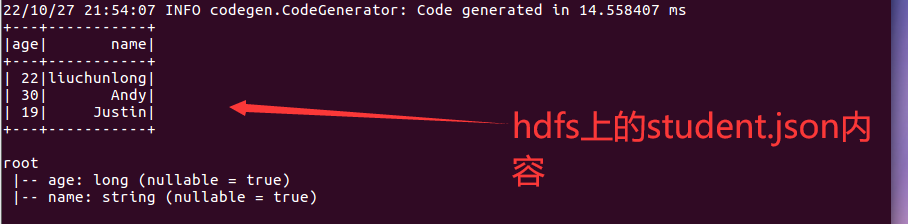 22/10/27 21:54:07 INFO codegen.CodeGenerator: Code generated in 14.558407 ms
+---+-----------+
|age|       name|
+---+-----------+
| 22|liuchunlong|
| 30|       Andy|
| 19|     Justin|
+---+-----------+
hdfs上的student.json内
容
root
 |-- age: long (nullable = true)
 |-- name: string (nullable = true)